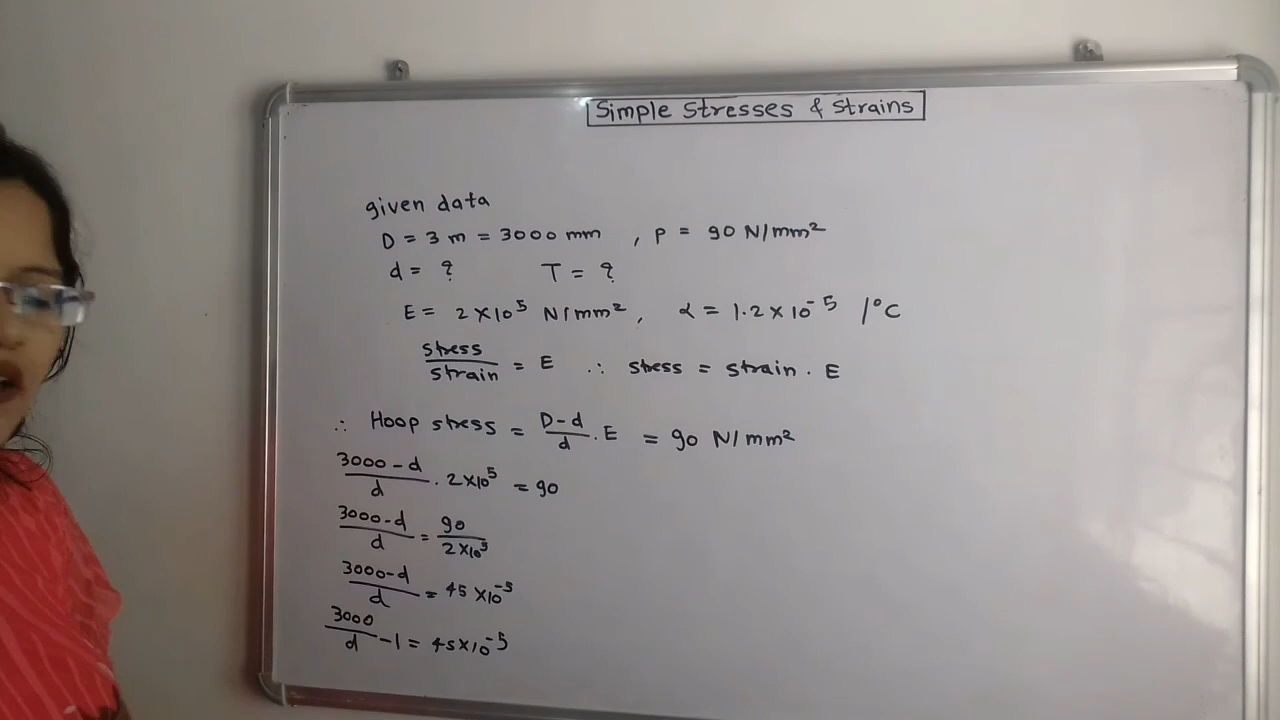 Simple Stresses & Strains
given data
D = 3 m = 3000 mm , P = 90 N/mm²
d = ? T = ?
E = 2×10⁵ N/mm², α = 1.2×10⁻⁵ /°C
stress/strain = E ∴ stress = strain . E
∴ Hoop stress = D-d/d . E = 90 N/mm²
3000-d/d . 2×10⁵ = 90
3000-d/d = 90/2×10⁵
3000-d/d = 45×10⁻⁵
3000/d -1 = 45×10⁻⁵